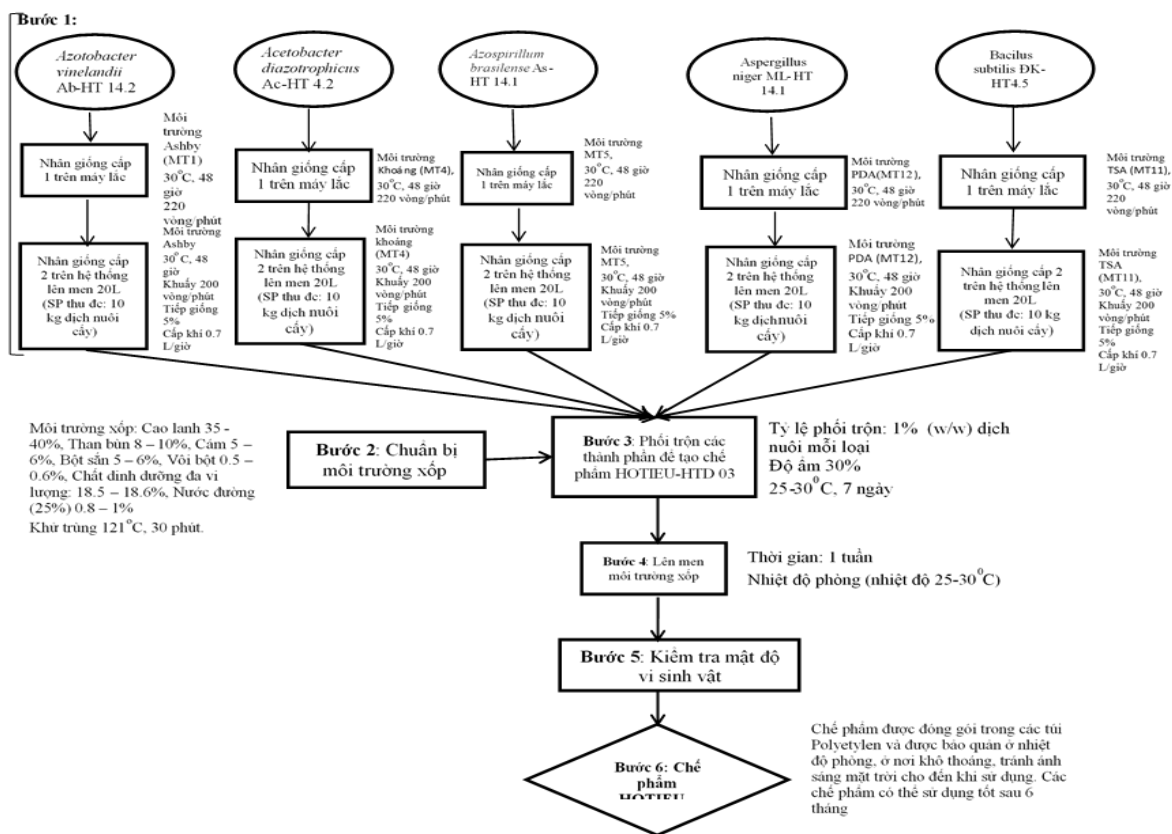 Bước 1:
Azotobacter
vinelandii
Ab-HT 14.2
Acetobacter
diazotrophicus
Ac-HT 4.2
Azospirillum
brasilense As-
HT 14.1
Aspergillus
niger ML-HT
14.1
Bacilus
subtilis ĐK-
HT4.5
Nhân giống cấp
1 trên máy lắc
Môi
trường
Ashby
(MT1)
30°C, 48
giờ
220
vòng/phút
Nhân giống cấp
1 trên máy lắc
Môi trường
Khoáng (MT4),
30°C, 48 giờ
220 vòng/phút
Nhân giống cấp
1 trên máy lắc
Môi trường
MT5,
30°C, 48 giờ
220
vòng/phút
Nhân giống cấp
1 trên máy lắc
Môi trường
PDA(MT12),
30°C, 48 giờ
220 vòng/phút
Nhân giống cấp
1 trên máy lắc
Môi trường
TSA (MT11),
30°C, 48 giờ
220
vòng/phút
Nhân giống cấp
2 trên hệ thống
lên men 20L
(SP thu đc: 10
kg dịch nuôi
cấy)
Môi trường
Ashby
30°C, 48
giờ
Khuấy 200
vòng/phút
Tiếp giống
5%
Cấp khí 0.7
L/giờ
Nhân giống cấp
2 trên hệ thống
lên men 20L
(SP thu đc: 10
kg dịch nuôi
cấy)
Môi trường
khoáng
(MT4)
30°C, 48 giờ
Khuấy 200
vòng/phút
Tiếp giống
5%
Cấp khí 0.7
L/giờ
Nhân giống cấp
2 trên hệ thống
lên men 20L
(SP thu đc: 10
kg dịch nuôi
cấy)
Môi trường
MT5,
30°C, 48 giờ
Khuấy 200
vòng/phút
Tiếp giống 5%
Cấp khí 0.7
L/giờ
Nhân giống cấp
2 trên hệ thống
lên men 20L
(SP thu đc: 10
kg dịchnuôi
cấy)
Môi trường
PDA (MT12),
30°C, 48 giờ
Khuấy 200
vòng/phút
Tiếp giống 5%
Cấp khí 0.7
L/giờ
Nhân giống cấp 2
trên hệ thống lên
men 20L
(SP thu đc: 10 kg
dịch nuôi cấy)
Môi trường
TSA
(MT11),
30°C, 48 giờ
Khuấy 200
vòng/phút
Tiếp giống
5%
Cấp khí 0.7
L/giờ
Môi trường xốp: Cao lanh 35 -
40%, Than bùn 8 – 10%, Cám 5 –
6%, Bột sắn 5 – 6%, Vôi bột 0.5 –
0.6%, Chất dinh dưỡng đa vi
lượng: 18.5 – 18.6%, Nước đường
(25%) 0.8 – 1%
Khử trùng 121°C, 30 phút.
Bước 2: Chuẩn bị
môi trường xốp
Bước 3: Phối trộn các
thành phần để tạo chế
phẩm HOTIEU-HTD 03
Tỷ lệ phối trộn: 1% (w/w) dịch
nuôi mỗi loại
Độ ẩm 30%
25-30°C, 7 ngày
Bước 4: Lên men
môi trường xốp
Thời gian: 1 tuần
Nhiệt độ phòng (nhiệt độ 25-30°C)
Bước 5: Kiểm tra mật độ
vi sinh vật
Bước 6: Chế
phẩm
HOTIEU
Chế phẩm được đóng gói trong các túi
Polyetylen và được bảo quản ở nhiệt
độ phòng, ở nơi khô thoáng, tránh ánh
sáng mặt trời cho đến khi sử dụng. Các
chế phẩm có thể sử dụng tốt sau 6
tháng